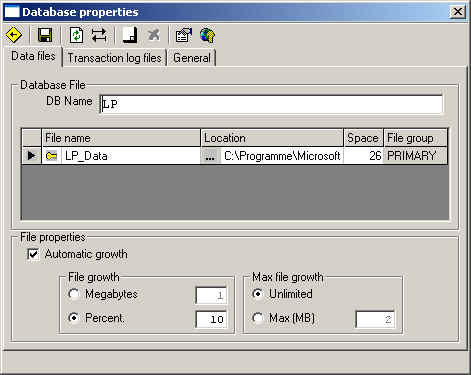 Database properties
Data files Transaction log files General
Database File
DB Name LP
File name Location Space File group
LP_Data ... C:\Programme\Microsoft 26 PRIMARY
File properties
Automatic growth
File growth Max file growth
Megabytes 1 Unlimited
Percent. 10 Max (MB) 2